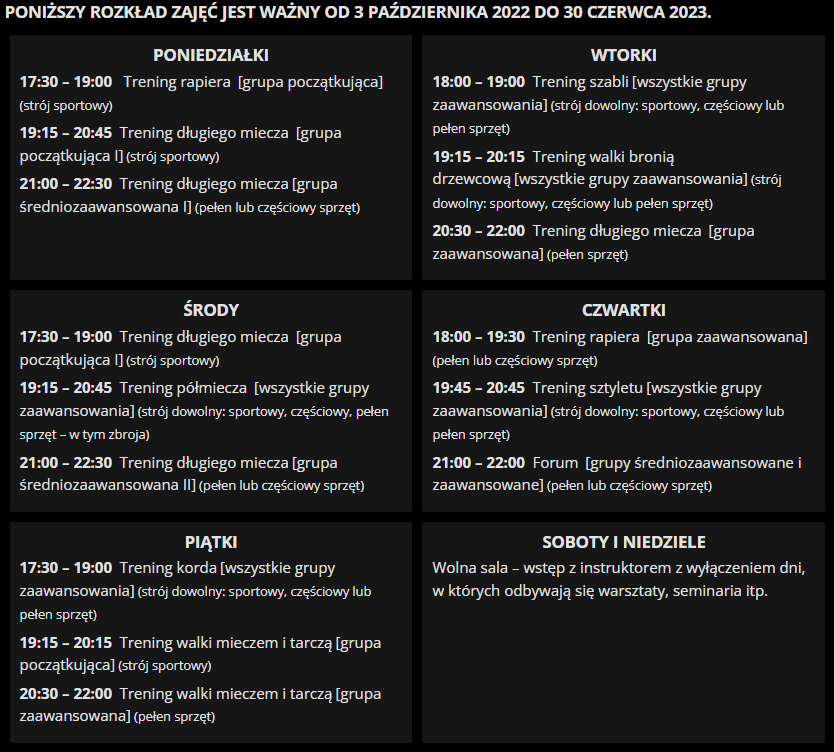 PONIŻSZY ROZKŁAD ZAJĘĆ JEST WAŻNY OD 3 PAŹDZIERNIKA 2022 DO 30 CZERWCA 2023.
PONIEDZIAŁKI
17:30 – 19:00 Trening rapiera [grupa początkująca]
(strój sportowy)
19:15 – 20:45 Trening długiego miecza [grupa
początkująca I] (strój sportowy)
21:00 – 22:30 Trening długiego miecza [grupa
średniozaawansowana I] (pełen lub częściowy sprzęt)
WTORKI
18:00 – 19:00 Trening szabli [wszystkie grupy
zaawansowania] (strój dowolny: sportowy, częściowy lub
pełen sprzęt)
19:15 – 20:15 Trening walki bronią
drzewcową [wszystkie grupy zaawansowania] (strój
dowolny: sportowy, częściowy lub pełen sprzęt)
20:30 – 22:00 Trening długiego miecza [grupa
zaawansowana] (pełen sprzęt)
ŚRODY
17:30 – 19:00 Trening długiego miecza [grupa
początkująca I] (strój sportowy)
19:15 – 20:45 Trening półmiecza [wszystkie grupy
zaawansowania] (strój dowolny: sportowy, częściowy, pełen
sprzęt – w tym zbroja)
21:00 – 22:30 Trening długiego miecza [grupa
średniozaawansowana II] (pełen lub częściowy sprzęt)
CZWARTKI
18:00 – 19:30 Trening rapiera [grupa zaawansowana]
(pełen lub częściowy sprzęt)
19:45 – 20:45 Trening sztyletu [wszystkie grupy
zaawansowania] (strój dowolny: sportowy, częściowy lub
pełen sprzęt)
21:00 – 22:00 Forum [grupy średniozaawansowane i
zaawansowane] (pełen lub częściowy sprzęt)
PIĄTKI
17:30 – 19:00 Trening korda [wszystkie grupy
zaawansowania] (strój dowolny: sportowy, częściowy lub
pełen sprzęt)
19:15 – 20:15 Trening walki mieczem i tarczą [grupa
początkująca] (strój sportowy)
20:30 – 22:00 Trening walki mieczem i tarczą [grupa
zaawansowana] (pełen sprzęt)
SOBOTY I NIEDZIELE
Wolna sala – wstęp z instruktorem z wyłączeniem dni,
w których odbywają się warsztaty, seminaria itp.